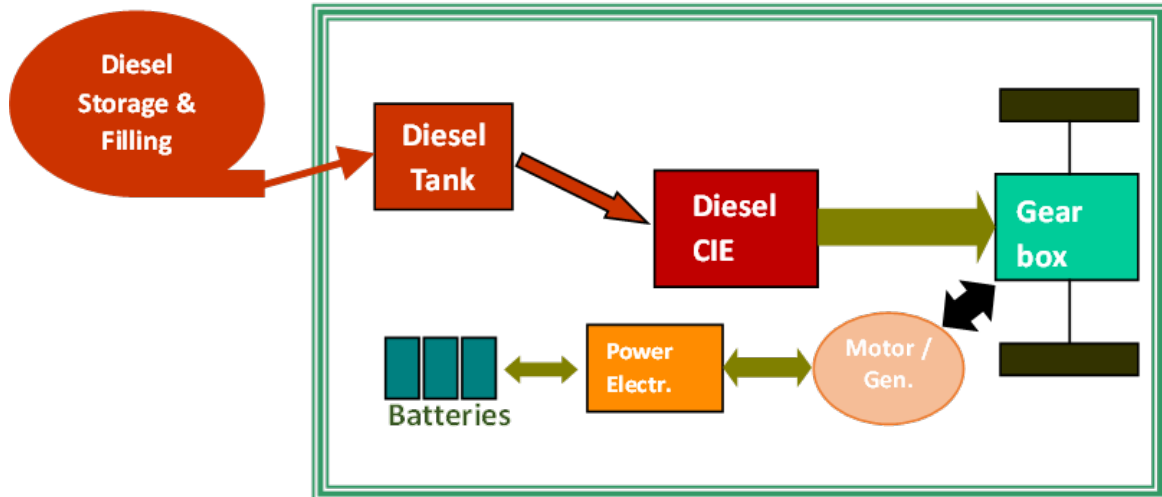 Diesel
Storage &
Filling
Diesel
Tank
Diesel
CIE
Gear
box
Power
Electr.
Motor /
Gen.
Batteries